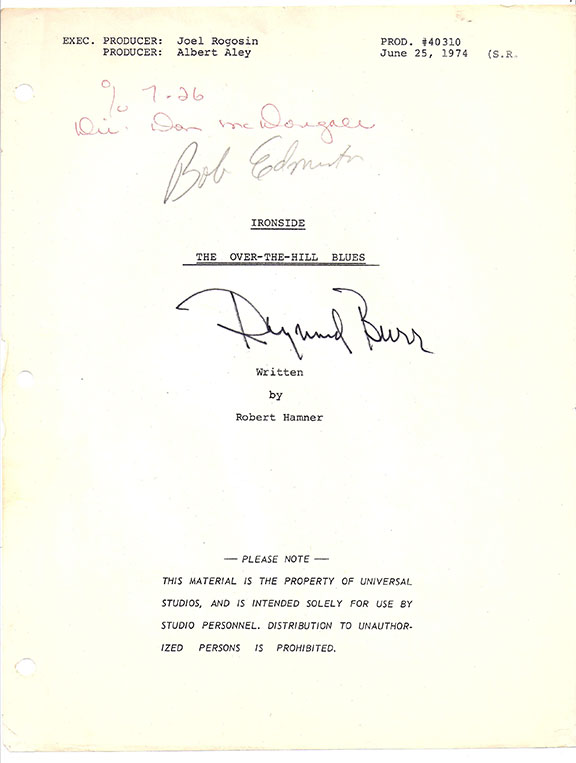 EXEC. PRODUCER: Joel Rogosin PROD. #40310
PRODUCER: Albert Aley June 25, 1974 (S.R.
% 7-26
Dir. Don McDougall
Bob Edmiston
IRONSIDE
THE OVER-THE-HILL BLUES
Raymond Burr
Written
by
Robert Hamner
— PLEASE NOTE —
THIS MATERIAL IS THE PROPERTY OF UNIVERSAL
STUDIOS, AND IS INTENDED SOLELY FOR USE BY
STUDIO PERSONNEL. DISTRIBUTION TO UNAUTHOR-
IZED PERSONS IS PROHIBITED.